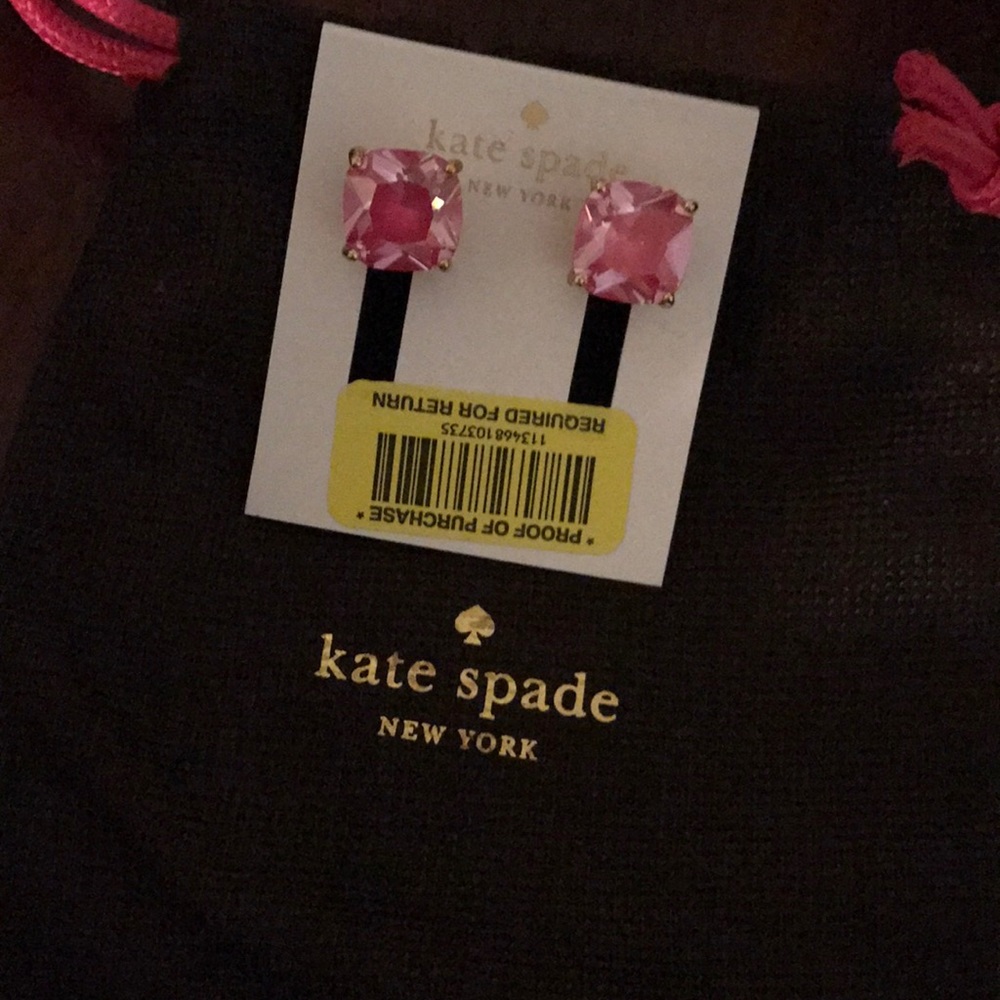 kate spade
NEW YORK
* PROOF OF PURCHASE *
113468103735
REQUIRED FOR RETURN
kate spade
NEW YORK